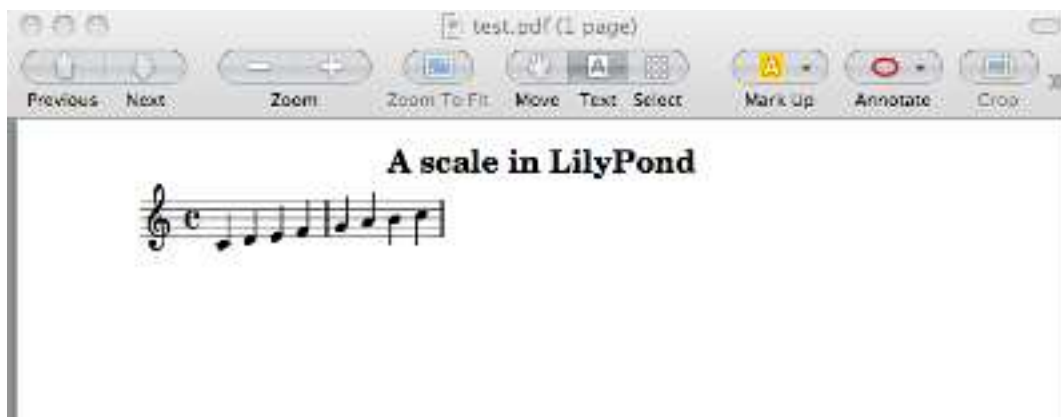 test.pdf (1 page)
Previous Next Zoom Zoom To Fit Move Text Select Mark Up Annotate Crop
A scale in LilyPond